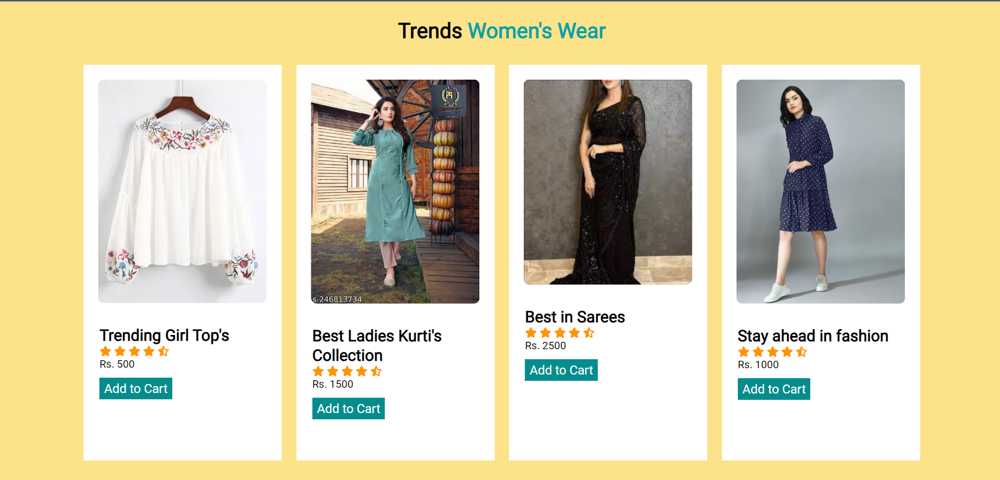 Trends Women's Wear
s-246813734
Trending Girl Top's
Rs. 500
Add to Cart
Best Ladies Kurti's
Collection
Rs. 1500
Add to Cart
Best in Sarees
Rs. 2500
Add to Cart
Stay ahead in fashion
Rs. 1000
Add to Cart